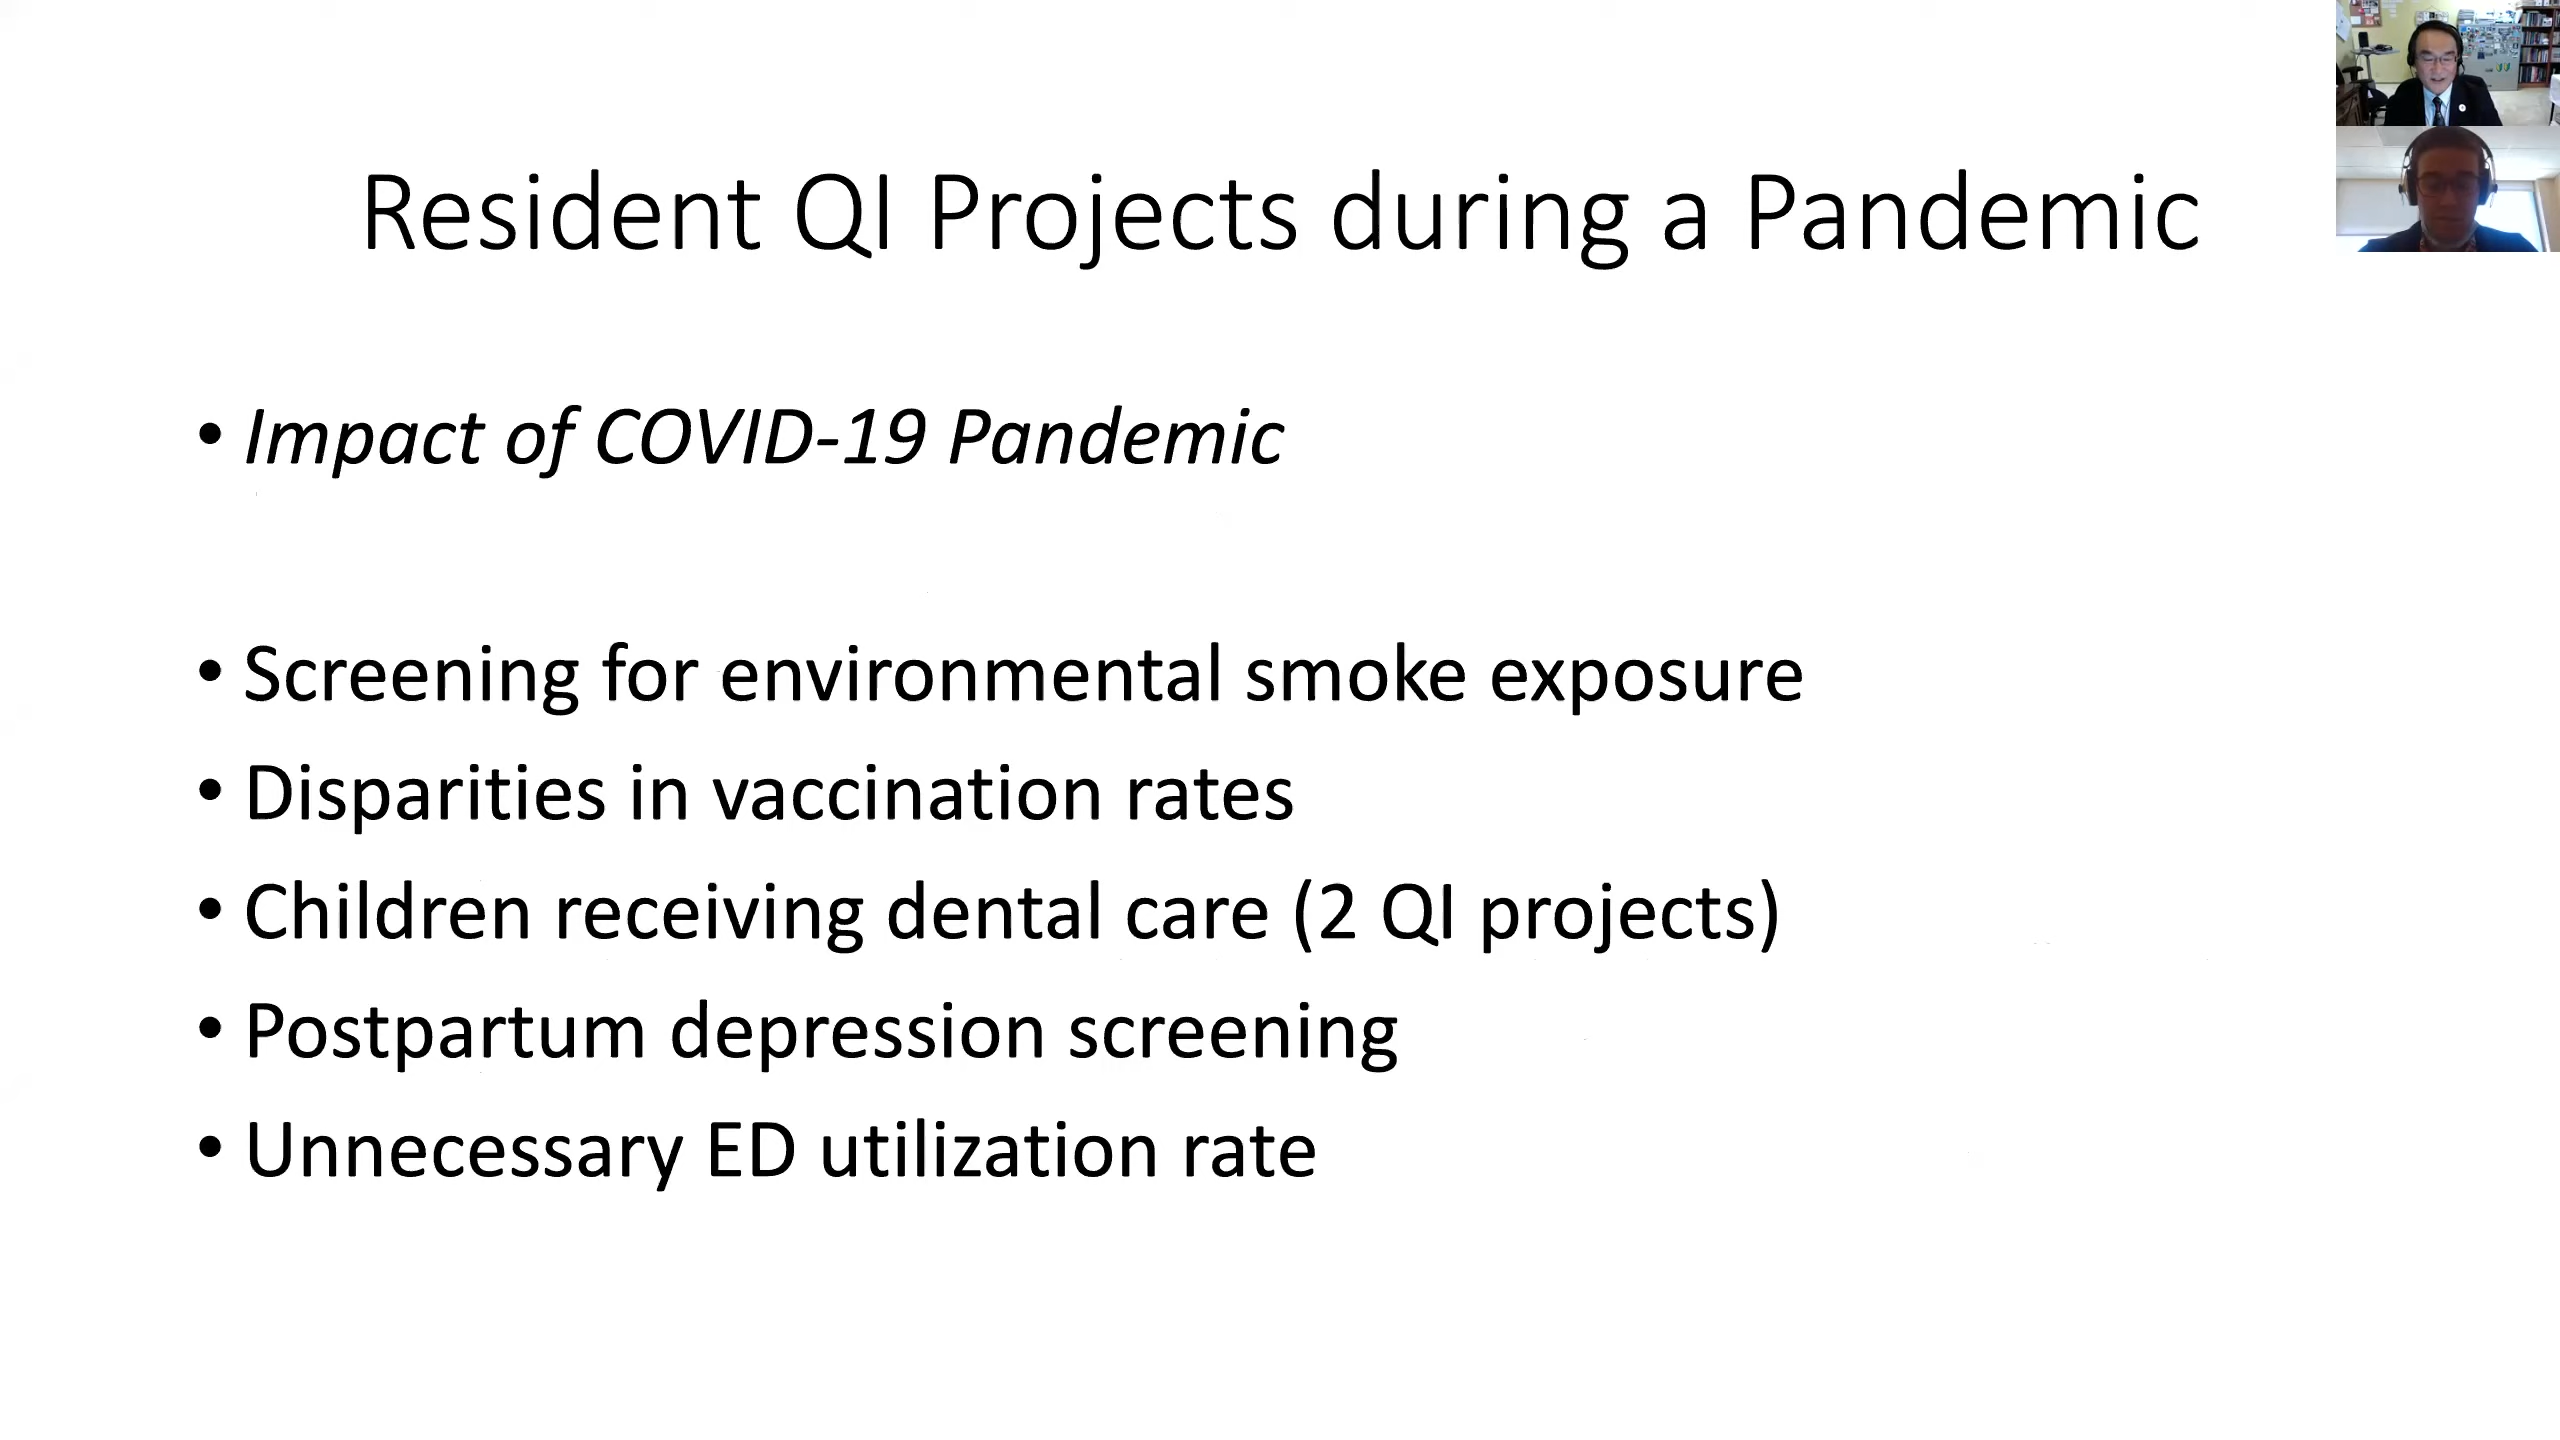 Resident QI Projects during a Pandemic
• Impact of COVID-19 Pandemic
• Screening for environmental smoke exposure
• Disparities in vaccination rates
• Children receiving dental care (2 QI projects)
• Postpartum depression screening
• Unnecessary ED utilization rate